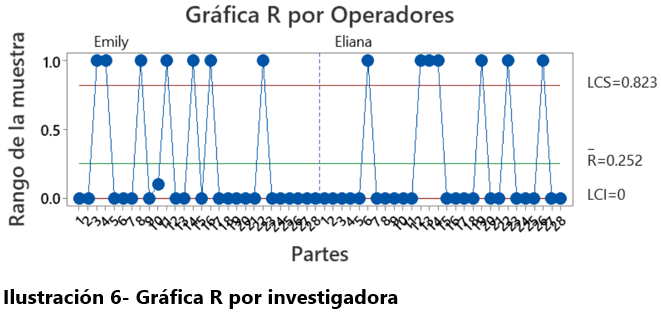 Gráfica R por Operadores
Emily Eliana
Rango de la muestra
1.0
0.5
0.0
LCS=0.823
R=0.252
LCI=0
Partes
Ilustración 6- Gráfica R por investigadora